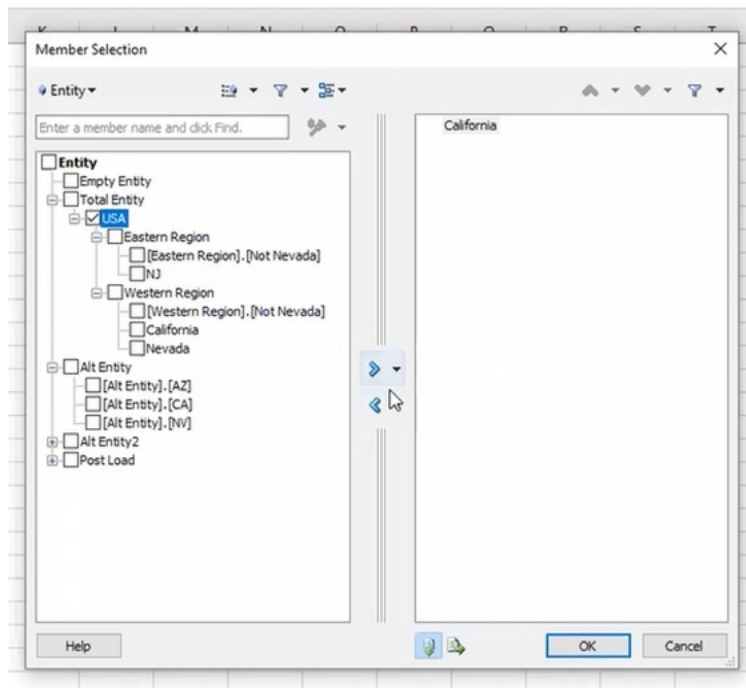 K L M N O P Q R S T
Member Selection
Entity
Enter a member name and click Find.
California
Entity
Empty Entity
Total Entity
USA
Eastern Region
[Eastern Region].[Not Nevada]
NJ
Western Region
[Western Region].[Not Nevada]
California
Nevada
Alt Entity
[Alt Entity].[AZ]
[Alt Entity].[CA]
[Alt Entity].[NV]
Alt Entity2
Post Load
Help
OK
Cancel